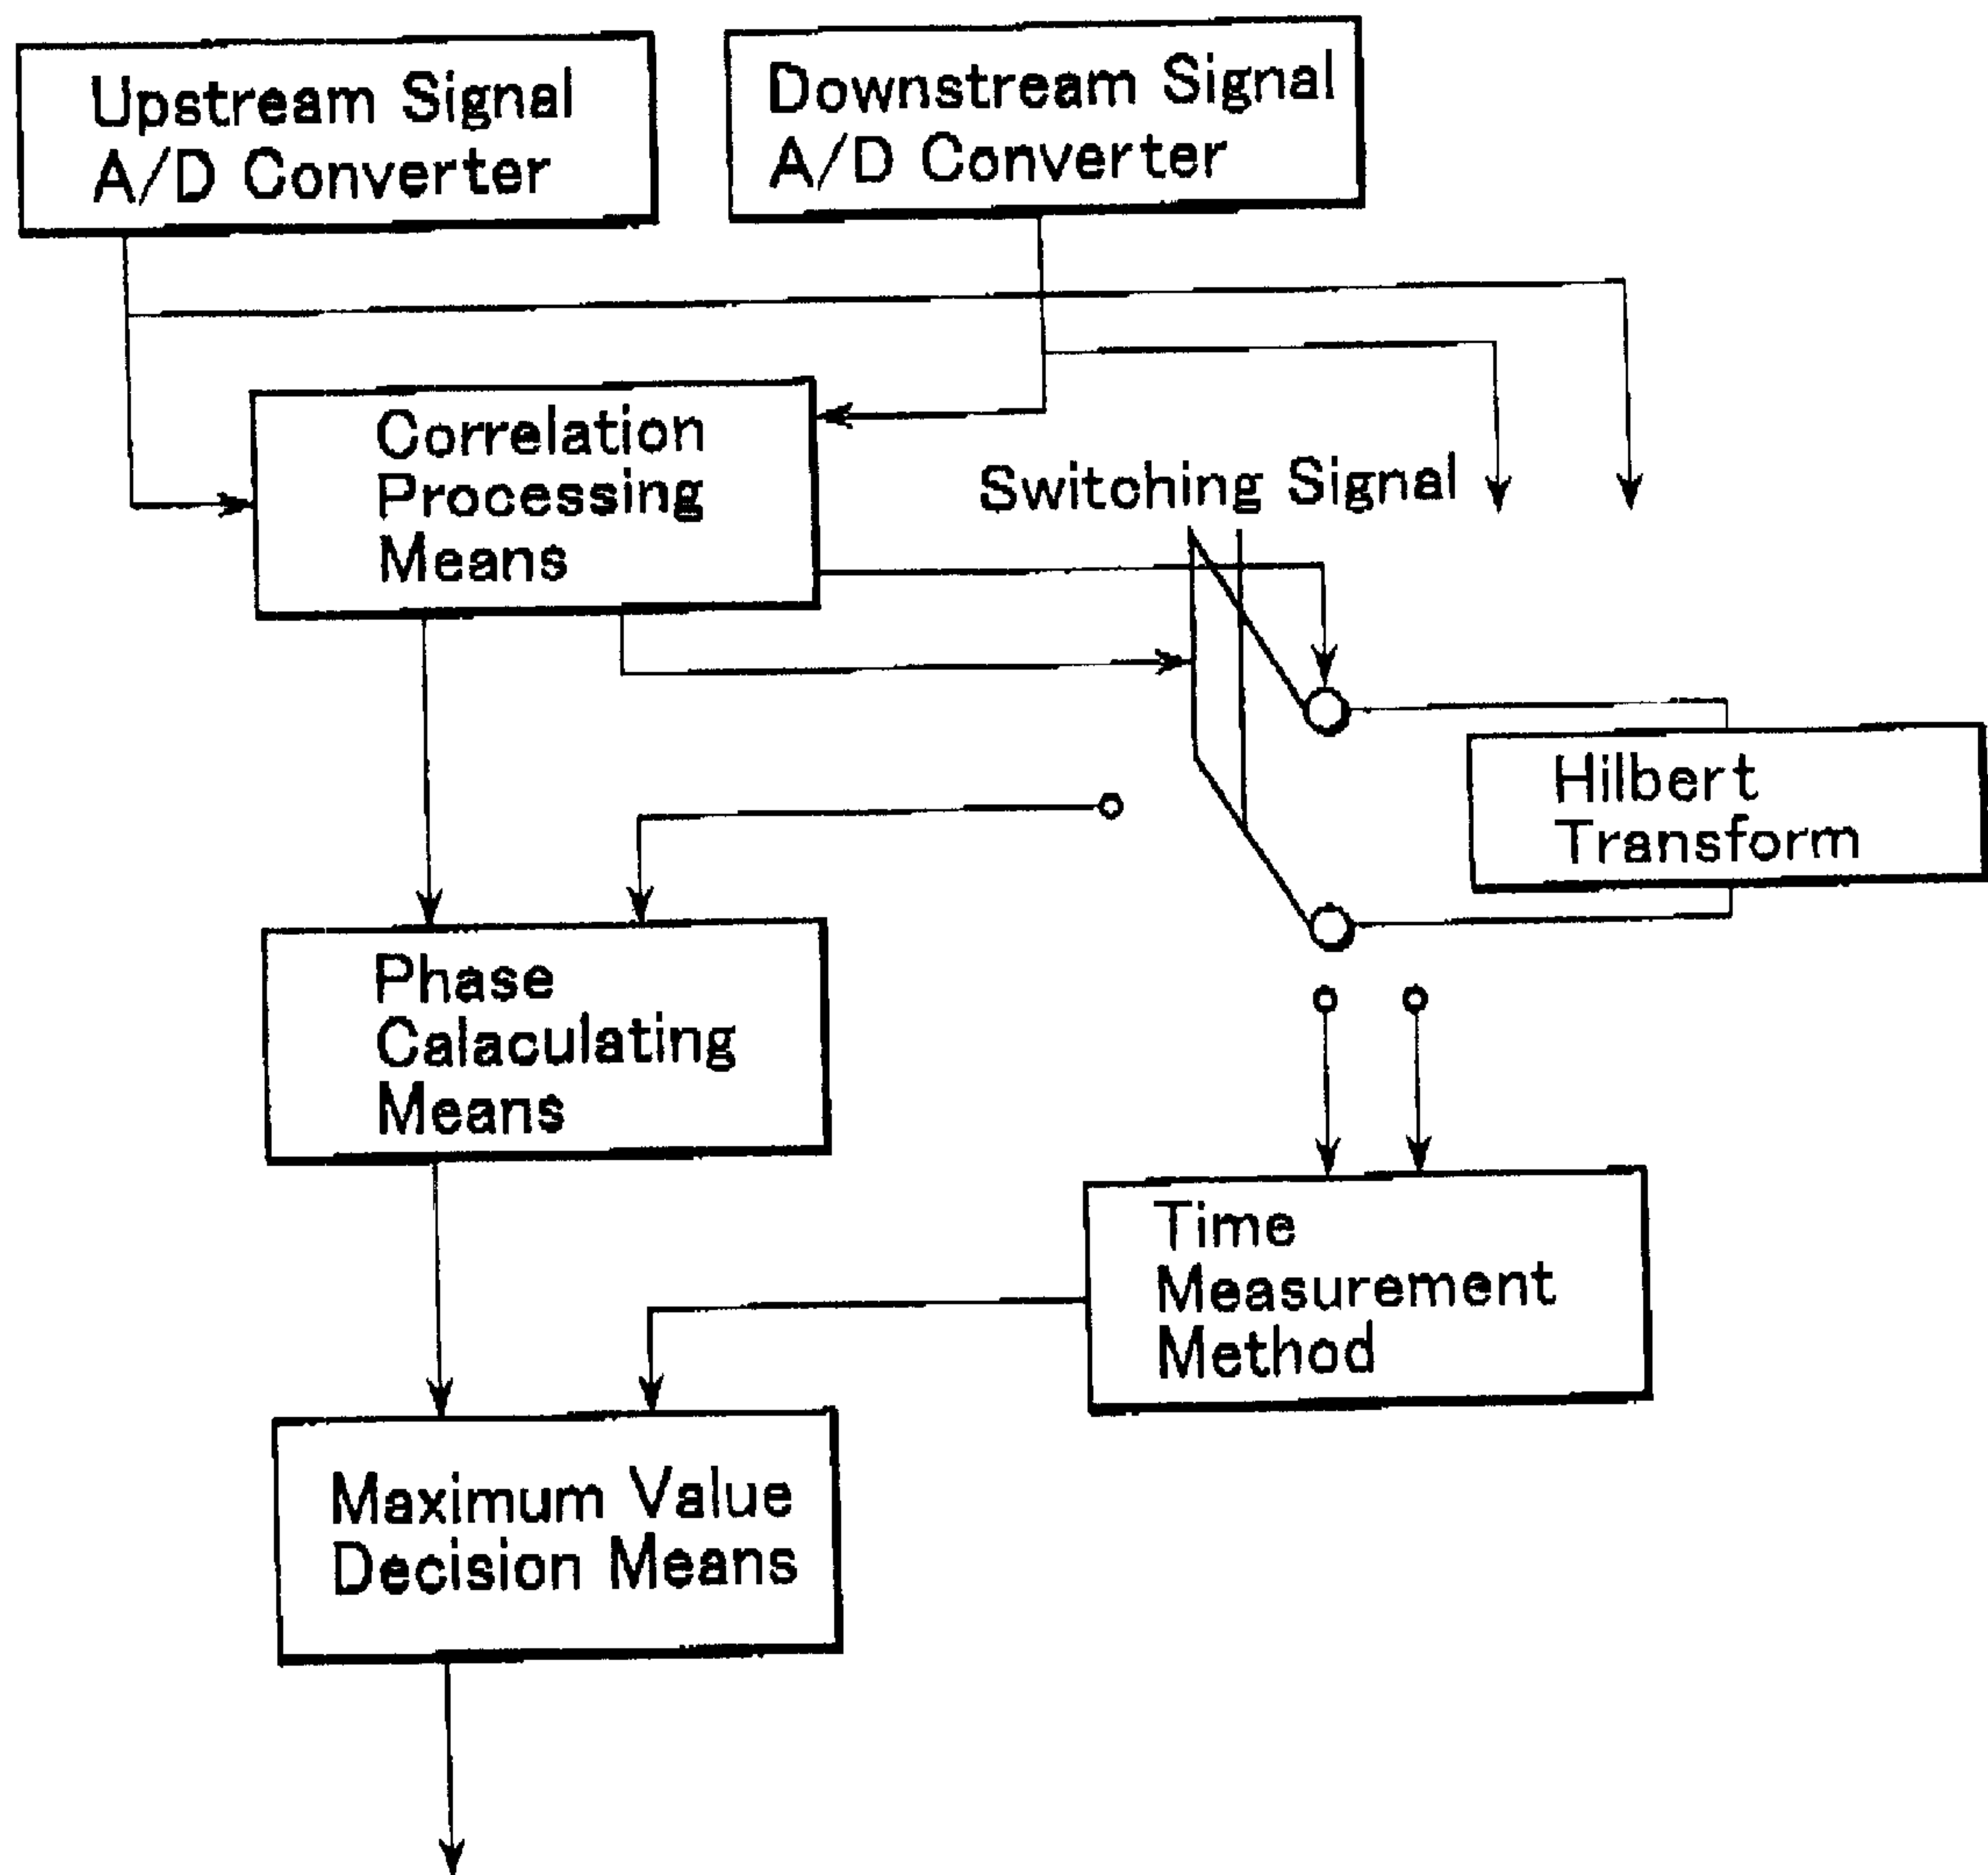 Upstream Signal
A/D Converter
Downstream Signal
A/D Converter
Correlation
Processing
Means
Switching Signal
Hilbert
Transform
Phase
Calaculating
Means
Time
Measurement
Method
Maximum Value
Decision Means